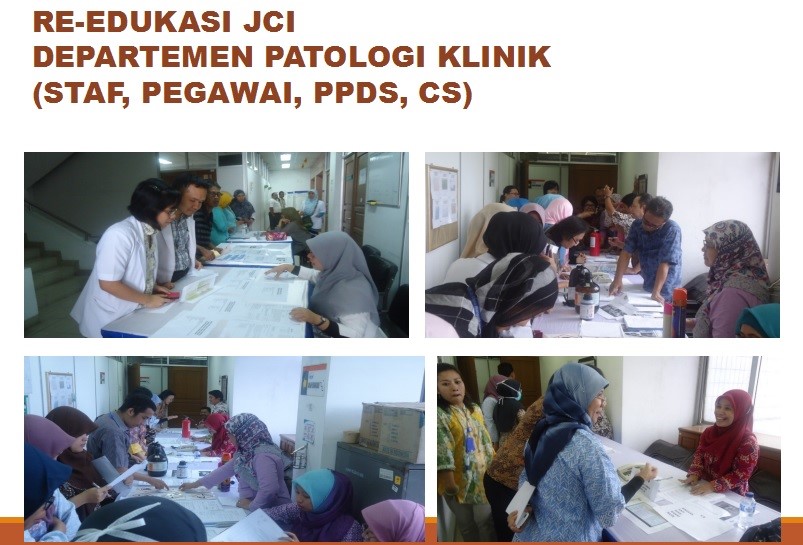 RE-EDUKASI JCI
DEPARTEMEN PATOLOGI KLINIK
(STAF, PEGAWAI, PPDS, CS)